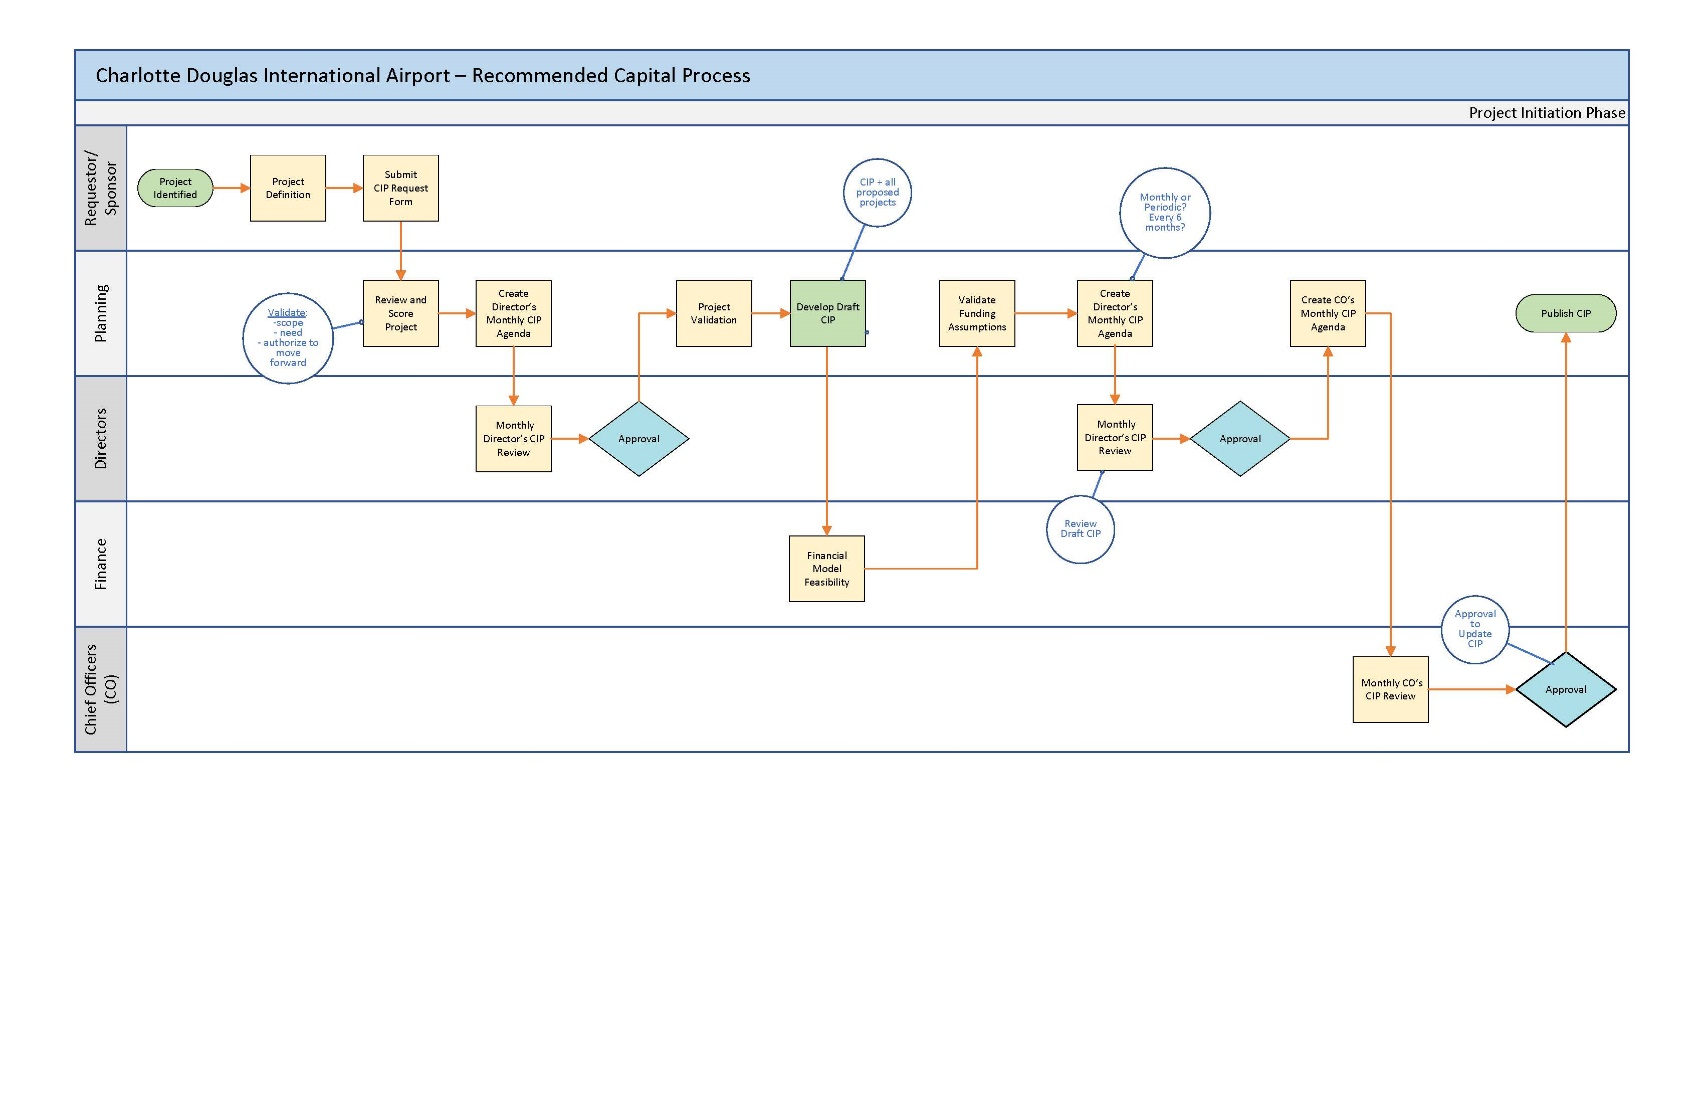 Charlotte Douglas International Airport – Recommended Capital Process
Project Initiation Phase
Requestor/
Sponsor
Project
Identified
Project
Definition
Submit
CIP Request
Form
CIP + all
proposed
projects
Monthly or
Periodic?
Every 6
months?
Planning
Validate:
-scope
- need
- authorize to
move
forward
Review and
Score
Project
Create
Director's
Monthly CIP
Agenda
Project
Validation
Develop Draft
CIP
Validate
Funding
Assumptions
Create
Director's
Monthly CIP
Agenda
Create CO's
Monthly CIP
Agenda
Publish CIP
Directors
Monthly
Director's CIP
Review
Approval
Monthly
Director's CIP
Review
Approval
Finance
Financial
Model
Feasibility
Review
Draft CIP
Chief Officers
(CO)
Monthly CO's
CIP Review
Approval
to
Update
CIP
Approval